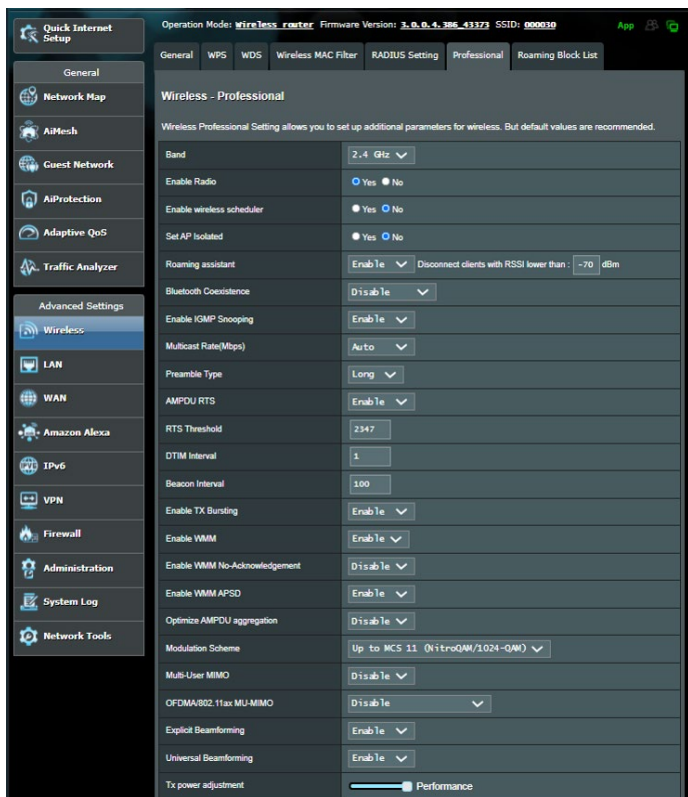 Quick Internet
Setup
Operation Mode: Wireless router Firmware Version: 3.0.0.4.386_43373 SSID: 000030 App
General WPS WDS Wireless MAC Filter RADIUS Setting Professional Roaming Block List
General
Network Map
AiMesh
Guest Network
AiProtection
Adaptive QoS
Traffic Analyzer
Advanced Settings
Wireless
LAN
WAN
Amazon Alexa
IPv6
VPN
Firewall
Administration
System Log
Network Tools
Wireless - Professional
Wireless Professional Setting allows you to set up additional parameters for wireless. But default values are recommended.
Band 2.4 GHz
Enable Radio Yes No
Enable wireless scheduler Yes No
Set AP Isolated Yes No
Roaming assistant Enable Disconnect clients with RSSI lower than : -70 dBm
Bluetooth Coexistence Disable
Enable IGMP Snooping Enable
Multicast Rate(Mbps) Auto
Preamble Type Long
AMPDU RTS Enable
RTS Threshold 2347
DTIM Interval 1
Beacon Interval 100
Enable TX Bursting Enable
Enable WMM Enable
Enable WMM No-Acknowledgement Disable
Enable WMM APSD Enable
Optimize AMPDU aggregation Disable
Modulation Scheme Up to MCS 11 (NitroQAM/1024-QAM)
Multi-User MIMO Disable
OFDMA/802.11ax MU-MIMO Disable
Explicit Beamforming Enable
Universal Beamforming Enable
Tx power adjustment Performance